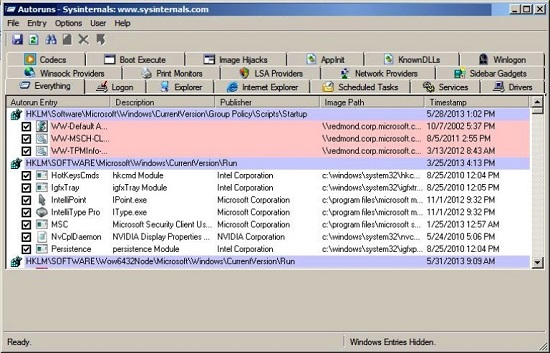 Autoruns - Sysinternals: www.sysinternals.com
File Entry Options User Help
Codecs Boot Execute Image Hijacks AppInit KnownDLLs Winlogon
Winsock Providers Print Monitors LSA Providers Network Providers Sidebar Gadgets
Everything Logon Explorer Internet Explorer Scheduled Tasks Services Drivers
Autorun Entry Description Publisher Image Path Timestamp
HKLM\Software\Microsoft\Windows\CurrentVersion\Group Policy\Scripts\Startup 5/28/2013 1:02 PM
WW-Default A... \\redmond.corp.microsoft.c... 10/7/2002 5:37 PM
WW-MSCH-CL... \\redmond.corp.microsoft.c... 8/5/2011 2:55 PM
WW-TPMInfo-... \\redmond.corp.microsoft.c... 3/13/2012 8:43 AM
HKLM\SOFTWARE\Microsoft\Windows\CurrentVersion\Run 3/25/2013 4:13 PM
HotKeysCmds hkcmd Module Intel Corporation c:\windows\system32\hkc... 8/25/2010 12:04 PM
IgfxTray igfxTray Module Intel Corporation c:\windows\system32\igfxtr... 8/25/2010 12:05 PM
IntelliPoint IPoint.exe Microsoft Corporation c:\program files\microsoft m... 11/1/2012 9:32 PM
IntelliType Pro IType.exe Microsoft Corporation c:\program files\microsoft m... 11/1/2012 9:32 PM
MSC Microsoft Security Client Us... Microsoft Corporation c:\program files\microsoft s... 1/25/2013 12:57 AM
NvCplDaemon NVIDIA Display Properties ... NVIDIA Corporation c:\windows\system32\nvc... 5/24/2010 5:06 PM
Persistence persistence Module Intel Corporation c:\windows\system32\igfxp... 8/25/2010 12:04 PM
HKLM\SOFTWARE\Wow6432Node\Microsoft\Windows\CurrentVersion\Run 5/31/2013 9:09 AM
Ready. Windows Entries Hidden.